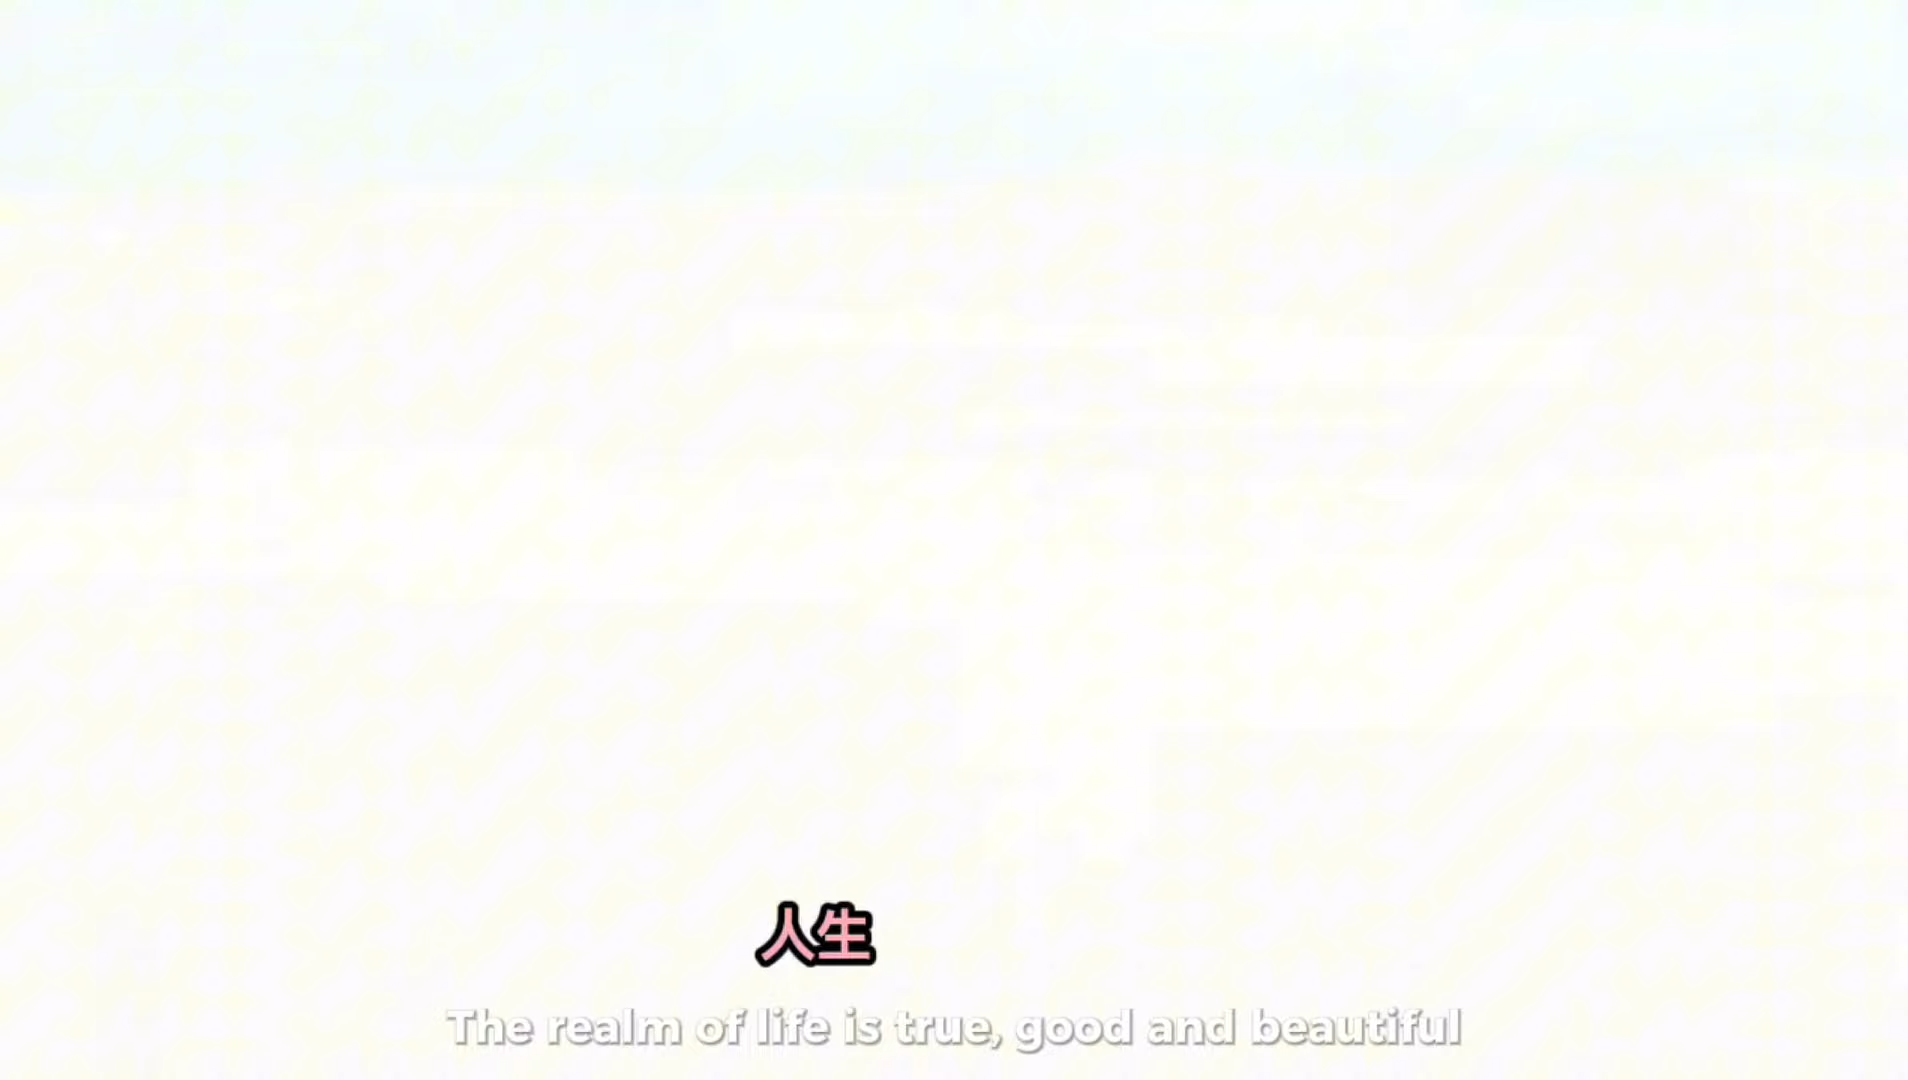 人生
The realm of life is true, good and beautiful